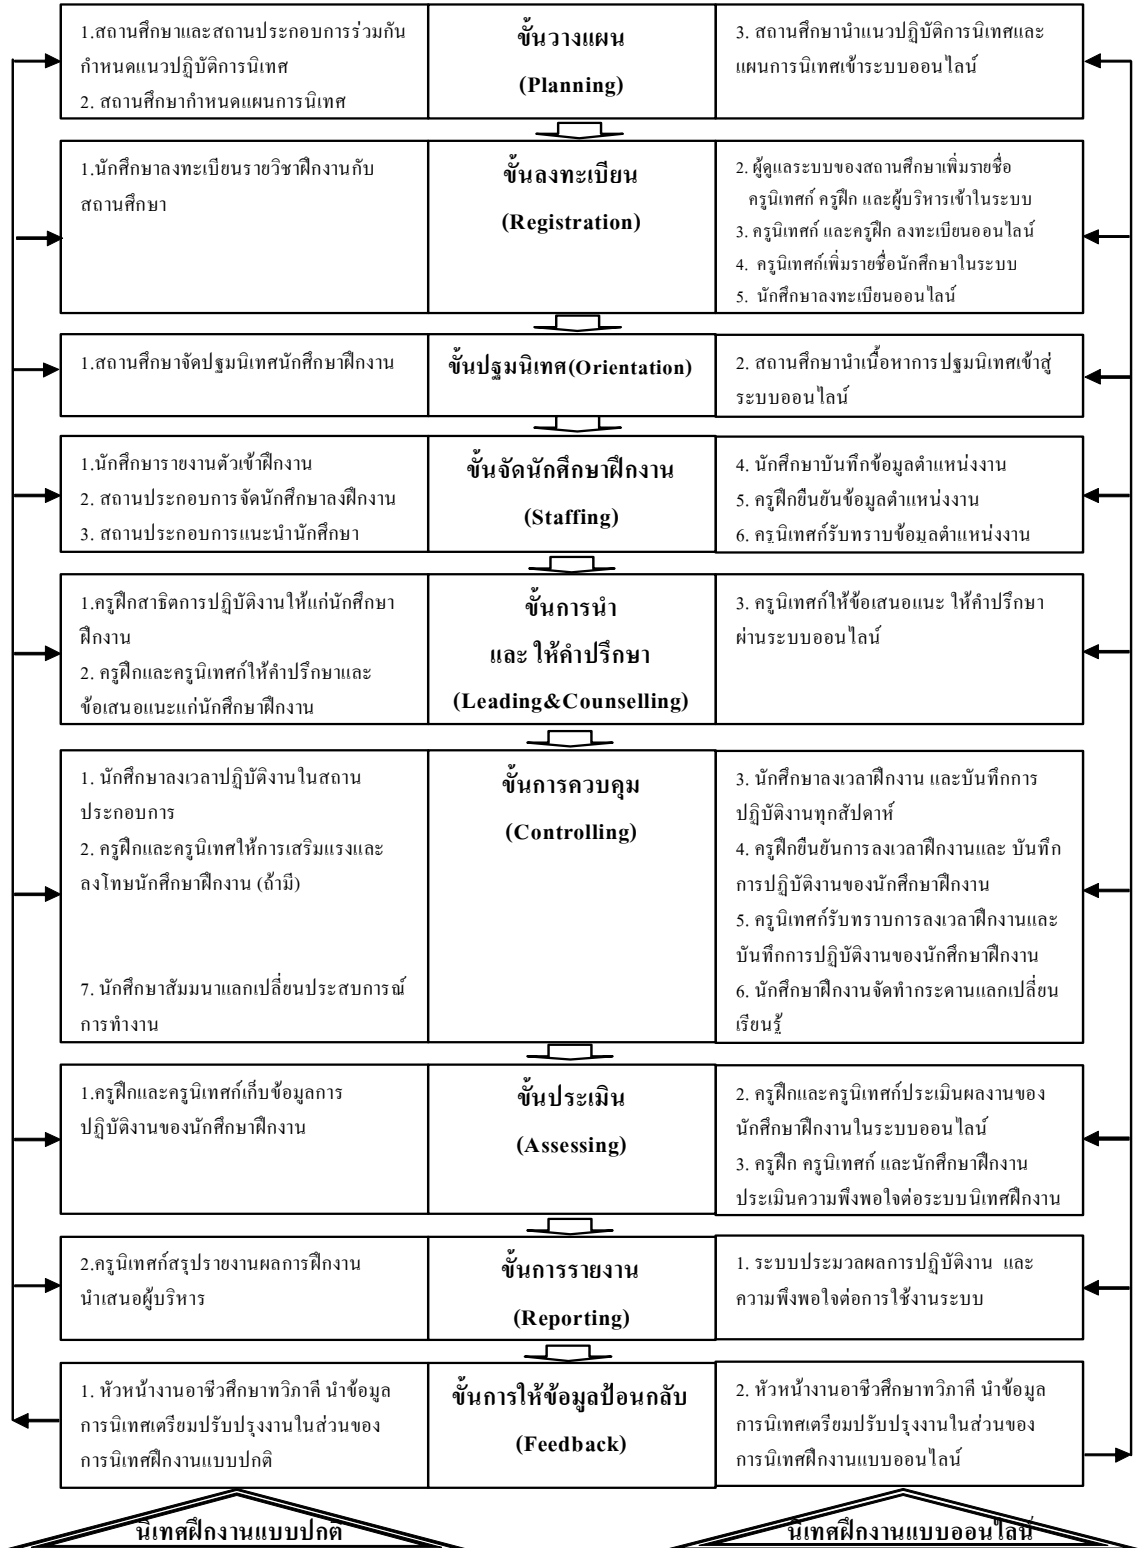 1.สถานศึกษาและสถานประกอบการร่วมกัน
กำหนดแนวปฏิบัติการนิเทศ
2. สถานศึกษากำหนดแผนการนิเทศ
ขั้นวางแผน
(Planning)
3. สถานศึกษานำแนวปฏิบัติการนิเทศและ
แผนการนิเทศเข้าระบบออนไลน์
1.นักศึกษาลงทะเบียนรายวิชาฝึกงานกับ
สถานศึกษา
ขั้นลงทะเบียน
(Registration)
2. ผู้ดูแลระบบของสถานศึกษาเพิ่มรายชื่อ
ครูนิเทศก์ ครูฝึก และผู้บริหารเข้าในระบบ
3. ครูนิเทศก์ และครูฝึก ลงทะเบียนออนไลน์
4. ครูนิเทศก์เพิ่มรายชื่อนักศึกษาในระบบ
5. นักศึกษาลงทะเบียนออนไลน์
1.สถานศึกษาจัดปฐมนิเทศนักศึกษาฝึกงาน
ขั้นปฐมนิเทศ(Orientation)
2. สถานศึกษานำเนื้อหาการปฐมนิเทศเข้าสู่
ระบบออนไลน์
1.นักศึกษารายงานตัวเข้าฝึกงาน
2. สถานประกอบการจัดนักศึกษาลงฝึกงาน
3. สถานประกอบการแนะนำนักศึกษา
ขั้นจัดนักศึกษาฝึกงาน
(Staffing)
4. นักศึกษาบันทึกข้อมูลตำแหน่งงาน
5. ครูฝึกยืนยันข้อมูลตำแหน่งงาน
6. ครูนิเทศก์รับทราบข้อมูลตำแหน่งงาน
1.ครูฝึกสาธิตการปฏิบัติงานให้แก่นักศึกษา
ฝึกงาน
2. ครูฝึกและครูนิเทศก์ให้คำปรึกษาและ
ข้อเสนอแนะแก่นักศึกษาฝึกงาน
ขั้นการนำ
และ ให้คำปรึกษา
(Leading&Counselling)
3. ครูนิเทศก์ให้ข้อเสนอแนะ ให้คำปรึกษา
ผ่านระบบออนไลน์
1. นักศึกษาลงเวลาปฏิบัติงานในสถาน
ประกอบการ
2. ครูฝึกและครูนิเทศให้การเสริมแรงและ
ลงโทษนักศึกษาฝึกงาน (ถ้ามี)
7. นักศึกษาสัมมนาแลกเปลี่ยนประสบการณ์
การทำงาน
ขั้นการควบคุม
(Controlling)
3. นักศึกษาลงเวลาฝึกงาน และบันทึกการ
ปฏิบัติงานทุกสัปดาห์
4. ครูฝึกยืนยันการลงเวลาฝึกงานและ บันทึก
การปฏิบัติงานของนักศึกษาฝึกงาน
5. ครูนิเทศก์รับทราบการลงเวลาฝึกงานและ
บันทึกการปฏิบัติงานของนักศึกษาฝึกงาน
6. นักศึกษาฝึกงานจัดทำกระดานแลกเปลี่ยน
เรียนรู้
1.ครูฝึกและครูนิเทศก์เก็บข้อมูลการ
ปฏิบัติงานของนักศึกษาฝึกงาน
ขั้นประเมิน
(Assessing)
2. ครูฝึกและครูนิเทศก์ประเมินผลงานของ
นักศึกษาฝึกงานในระบบออนไลน์
3. ครูฝึก ครูนิเทศก์ และนักศึกษาฝึกงาน
ประเมินความพึงพอใจต่อระบบนิเทศฝึกงาน
2.ครูนิเทศก์สรุปรายงานผลการฝึกงาน
นำเสนอผู้บริหาร
ขั้นการรายงาน
(Reporting)
1. ระบบประมวลผลการปฏิบัติงาน และ
ความพึงพอใจต่อการใช้งานระบบ
1. หัวหน้างานอาชีวศึกษาทวิภาคี นำข้อมูล
การนิเทศเตรียมปรับปรุงงานในส่วนของ
การนิเทศฝึกงานแบบปกติ
ขั้นการให้ข้อมูลป้อนกลับ
(Feedback)
2. หัวหน้างานอาชีวศึกษาทวิภาคี นำข้อมูล
การนิเทศเตรียมปรับปรุงงานในส่วนของ
การนิเทศฝึกงานแบบออนไลน์
นิเทศฝึกงานแบบปกติ
นิเทศฝึกงานแบบออนไลน์